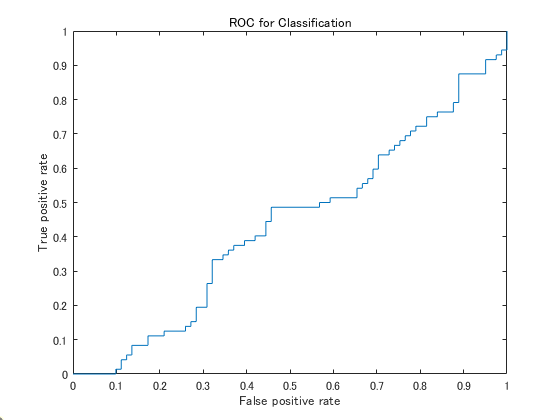 ROC for Classification
1
0.9
0.8
0.7
0.6
0.5
0.4
0.3
0.2
0.1
0
True positive rate
0 0.1 0.2 0.3 0.4 0.5 0.6 0.7 0.8 0.9 1
False positive rate